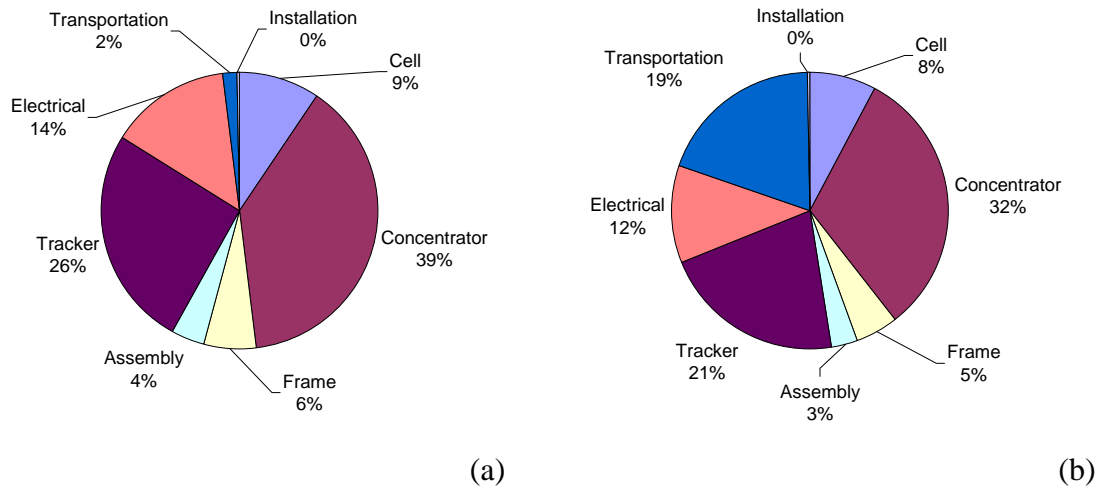 Installation
0%
Transportation
2%
Cell
9%
Electrical
14%
Concentrator
39%
Tracker
26%
Assembly
4%
Frame
6%
(a)
Installation
0%
Transportation
19%
Cell
8%
Concentrator
32%
Electrical
12%
Tracker
21%
Frame
5%
Assembly
3%
(b)